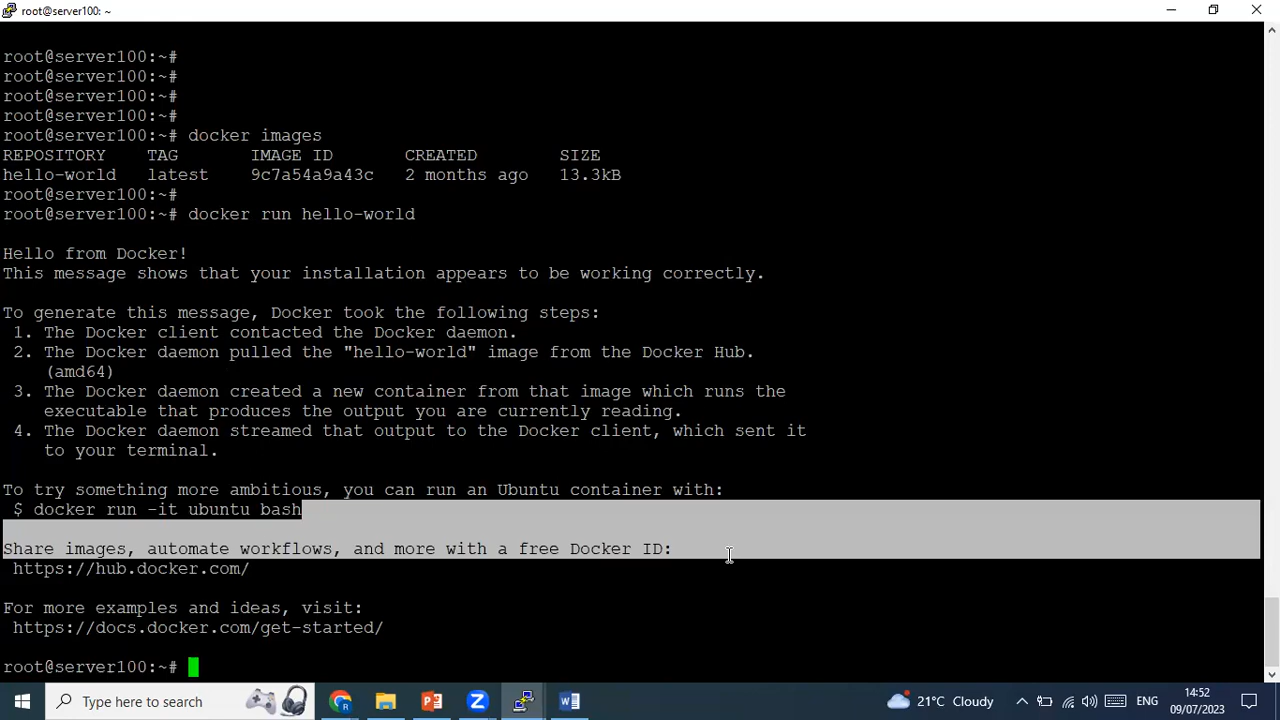 root@server100: ~
root@server100:~#
root@server100:~#
root@server100:~#
root@server100:~#
root@server100:~# docker images
REPOSITORY   TAG       IMAGE ID       CREATED        SIZE
hello-world   latest    9c7a54a9a43c   2 months ago   13.3kB
root@server100:~#
root@server100:~# docker run hello-world
Hello from Docker!
This message shows that your installation appears to be working correctly.
To generate this message, Docker took the following steps:
1. The Docker client contacted the Docker daemon.
2. The Docker daemon pulled the "hello-world" image from the Docker Hub.
(amd64)
3. The Docker daemon created a new container from that image which runs the
executable that produces the output you are currently reading.
4. The Docker daemon streamed that output to the Docker client, which sent it
to your terminal.
To try something more ambitious, you can run an Ubuntu container with:
$ docker run -it ubuntu bash
Share images, automate workflows, and more with a free Docker ID:
https://hub.docker.com/
For more examples and ideas, visit:
https://docs.docker.com/get-started/
root@server100:~#
Type here to search
21°C Cloudy
ENG
14:52
09/07/2023